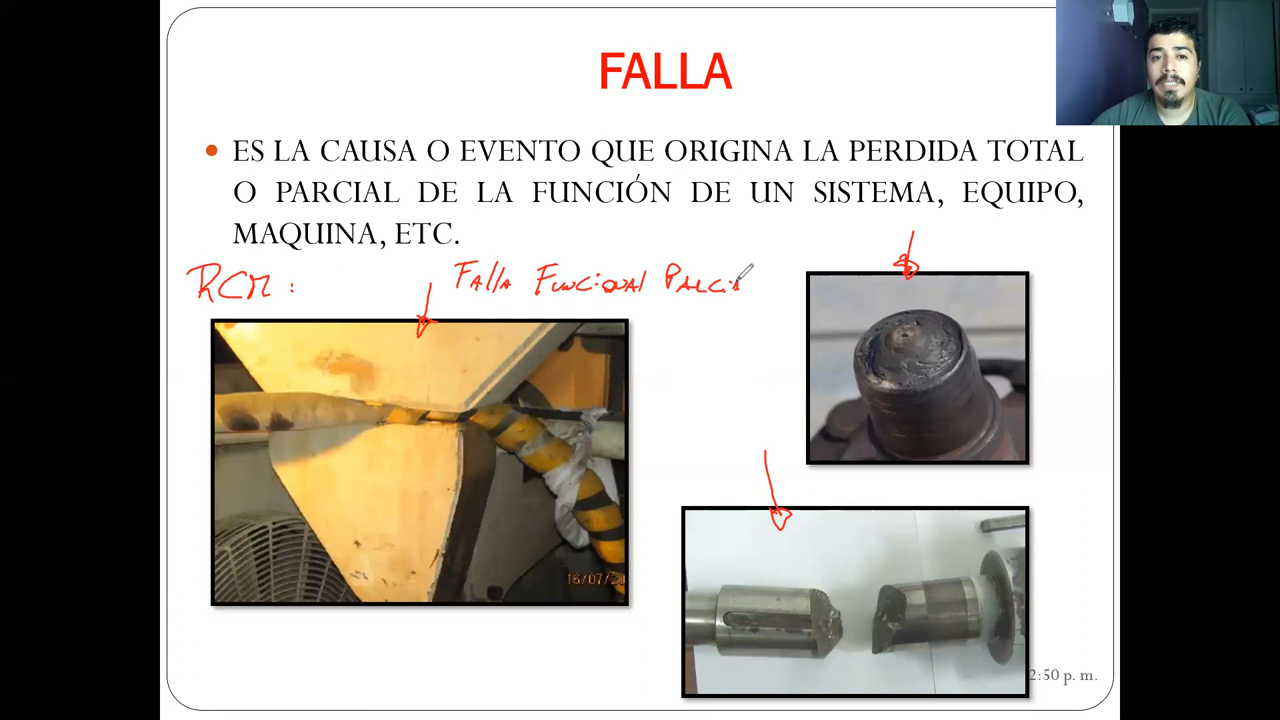 FALLA
• ES LA CAUSA O EVENTO QUE ORIGINA LA PERDIDA TOTAL
O PARCIAL DE LA FUNCIÓN DE UN SISTEMA, EQUIPO,
MAQUINA, ETC.
RCM : Falla Funcional Parcia
16/07/20
2:50 p. m.